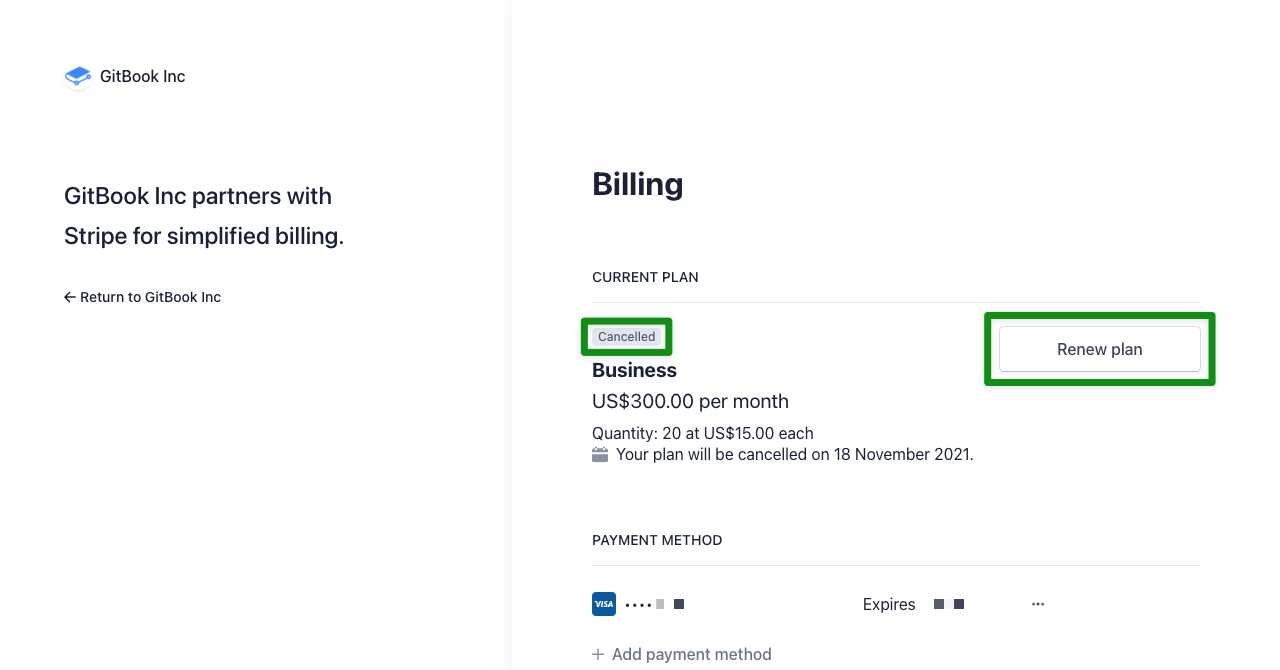 GitBook Inc
GitBook Inc partners with
Stripe for simplified billing.
← Return to GitBook Inc
Billing
CURRENT PLAN
Cancelled
Renew plan
Business
US$300.00 per month
Quantity: 20 at US$15.00 each
Your plan will be cancelled on 18 November 2021.
PAYMENT METHOD
VISA •••• Expires ···
+ Add payment method